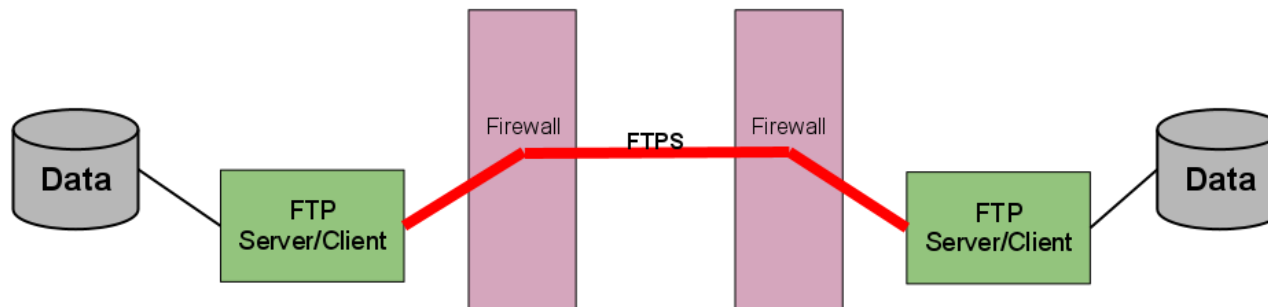 Data
FTP
Server/Client
Firewall
FTPS
Firewall
FTP
Server/Client
Data